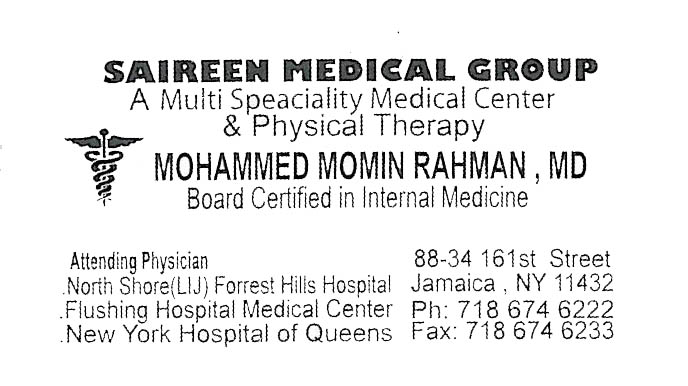 SAIREEN MEDICAL GROUP
A Multi Speaciality Medical Center
& Physical Therapy
MOHAMMED MOMIN RAHMAN , MD
Board Certified in Internal Medicine
Attending Physician
.North Shore(LIJ) Forrest Hills Hospital
.Flushing Hospital Medical Center
.New York Hospital of Queens
88-34 161st Street
Jamaica , NY 11432
Ph: 718 674 6222
Fax: 718 674 6233